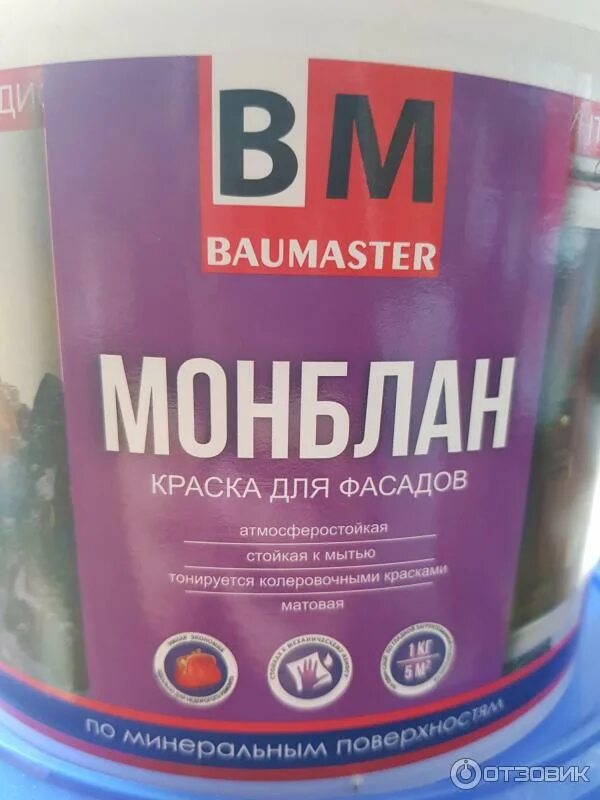 BM
BAUMASTER
МОНБЛАН
КРАСКА ДЛЯ ФАСАДОВ
атмосферостойкая
стойкая к мытью
тонируется колеровочными красками
матовая
1 КГ
5 М²
по минеральным поверхностям
ОТЗОВИК